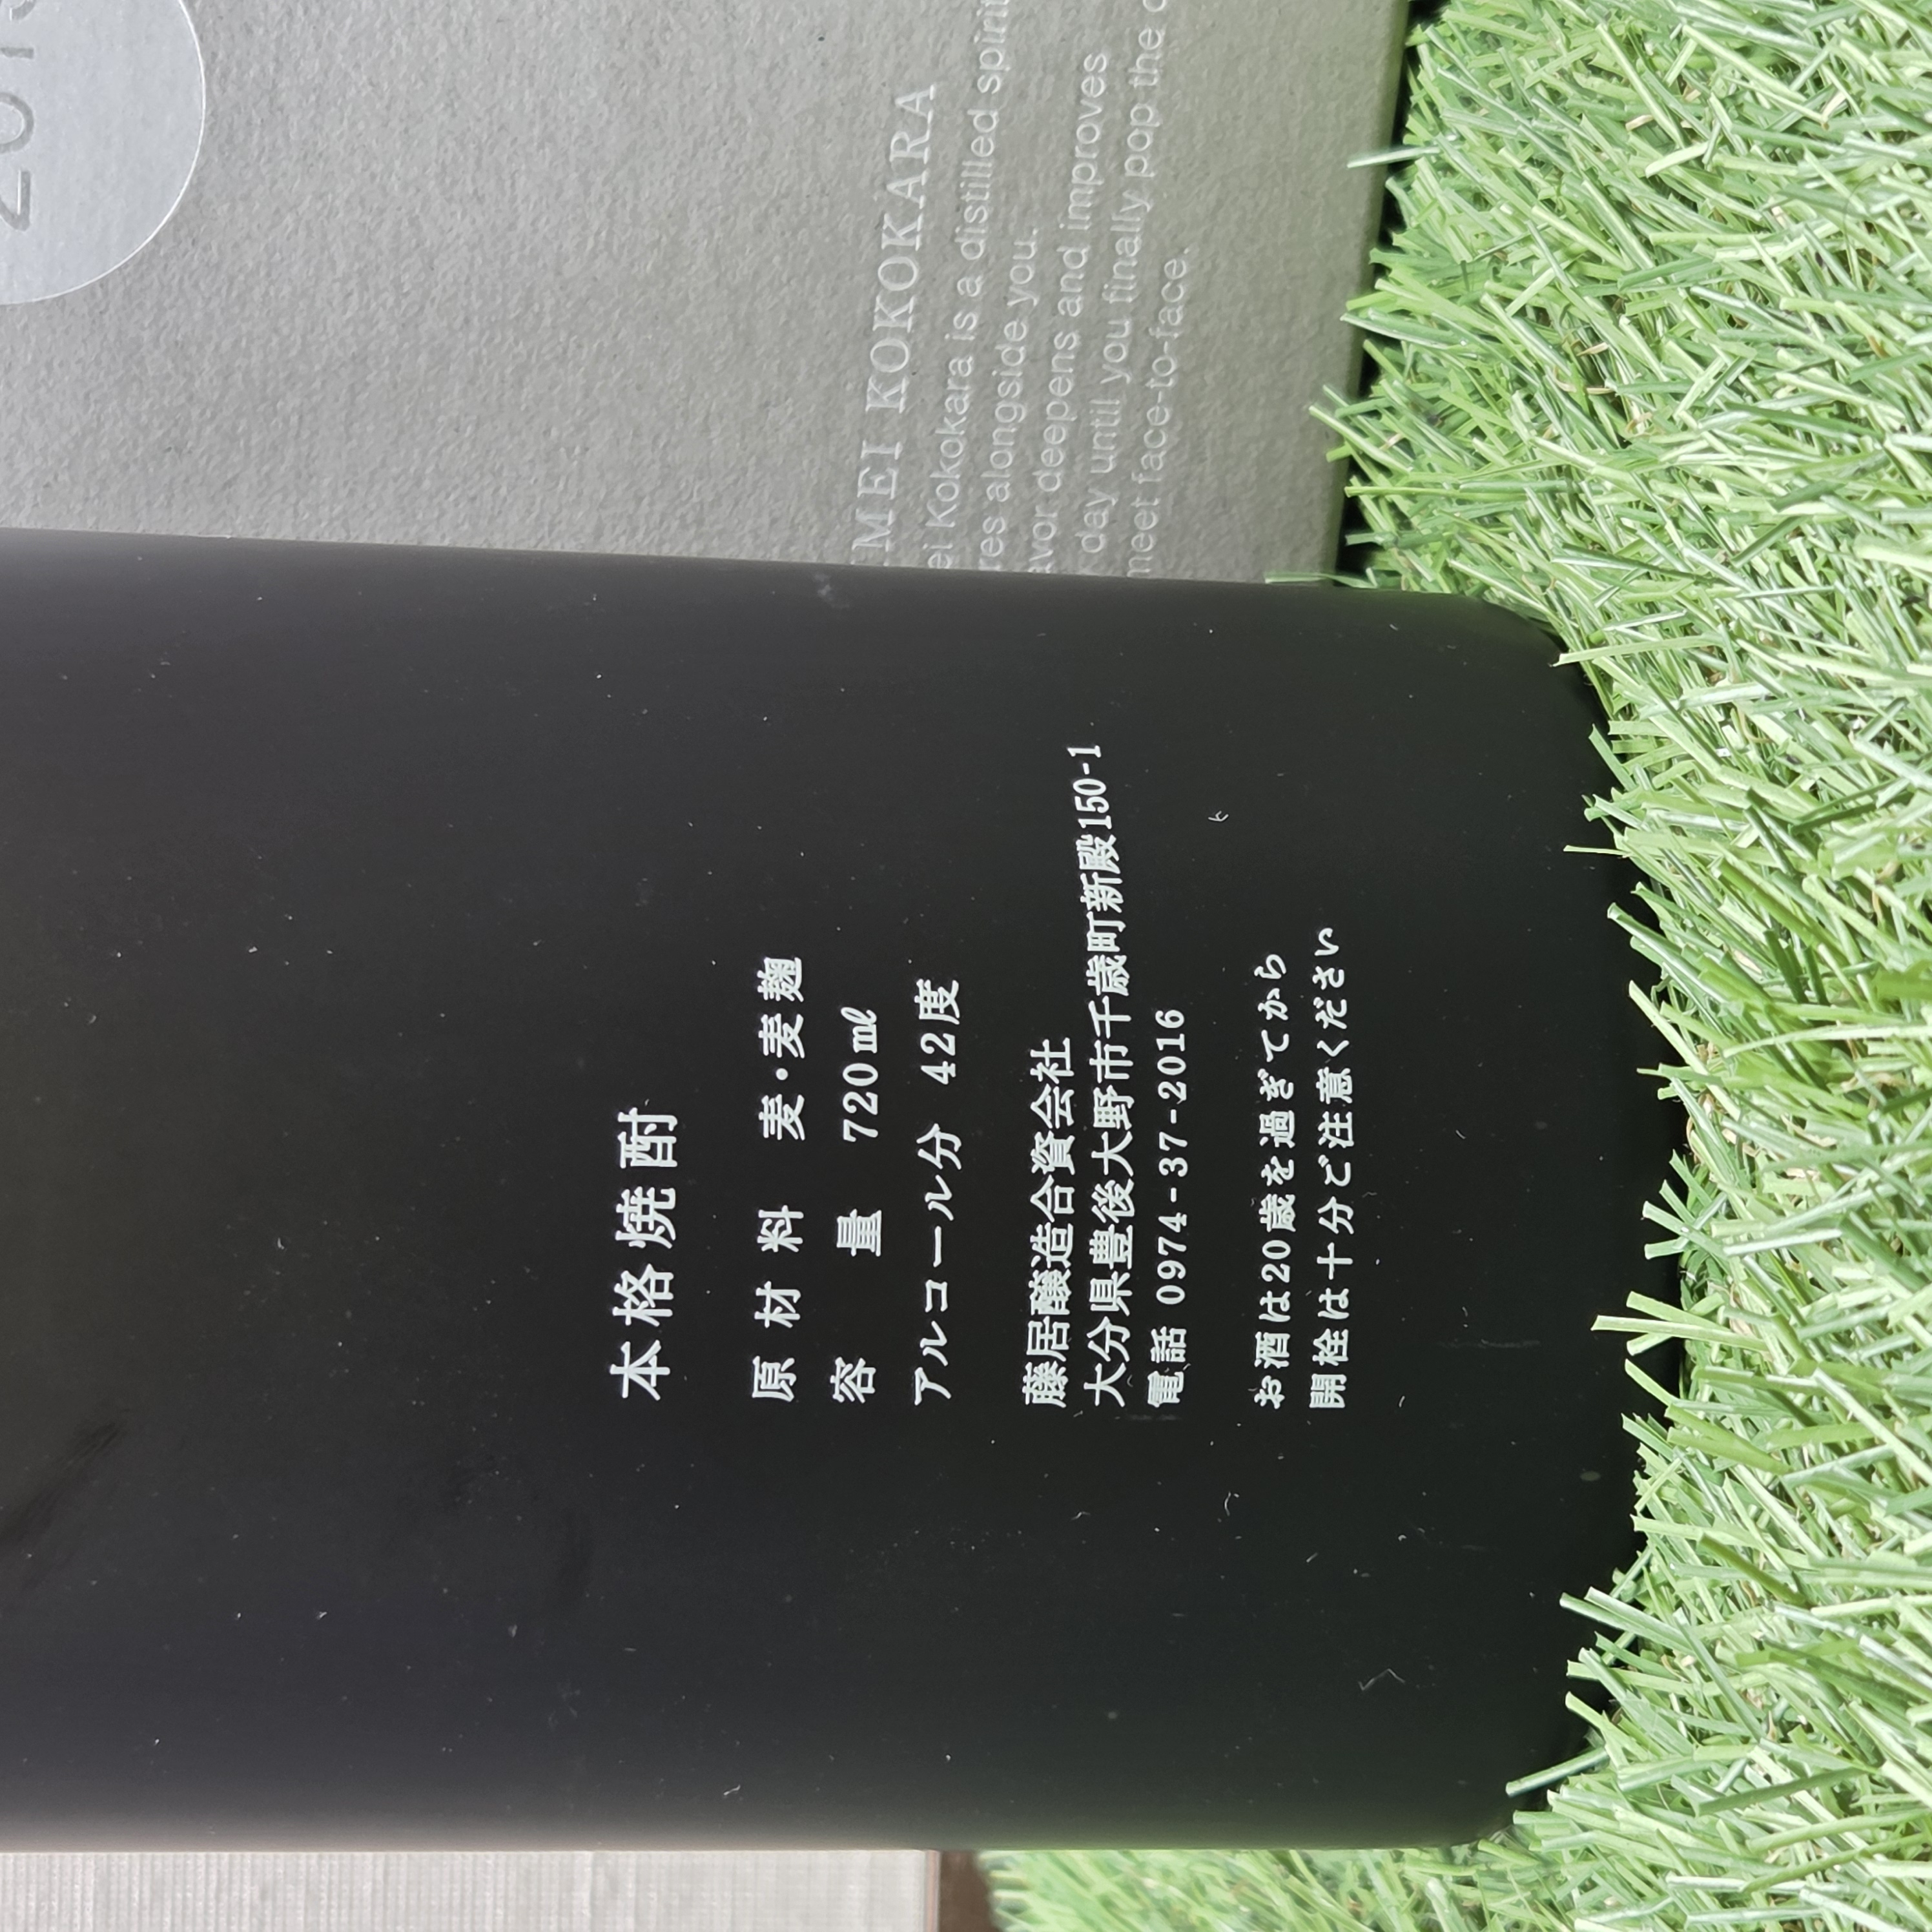 本格焼酎
原材料 麦・麦麹
容量 720㎖
アルコール分 42度
藤居醸造合資会社
大分県豊後大野市千歳町新殿150-1
電話 0974-37-2016
お酒は20歳を過ぎてから
開栓は十分ご注意ください
MEI KOKOKARA
ei Kokokara is a distilled spirit
res alongside you.
avor deepens and improves
day until you finally pop the
meet face-to-face.